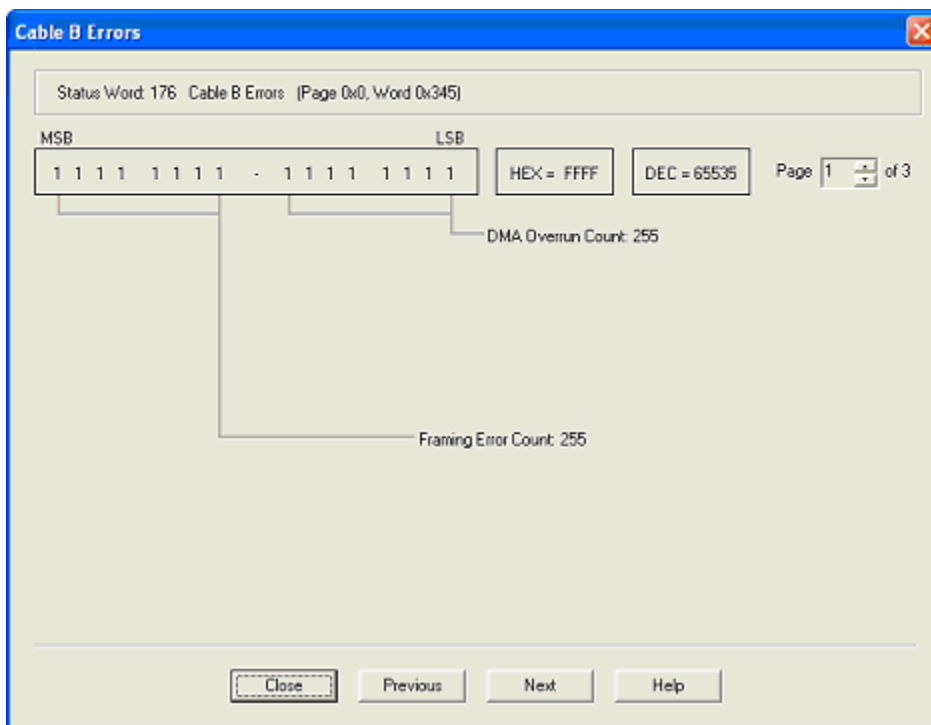 Cable B Errors
Status Word: 176 Cable B Errors (Page 0x0, Word 0x345)
MSB LSB
1 1 1 1 1 1 1 1 - 1 1 1 1 1 1 1 1 HEX = FFFF DEC = 65535 Page 1 of 3
DMA Overrun Count: 255
Framing Error Count: 255
Close Previous Next Help